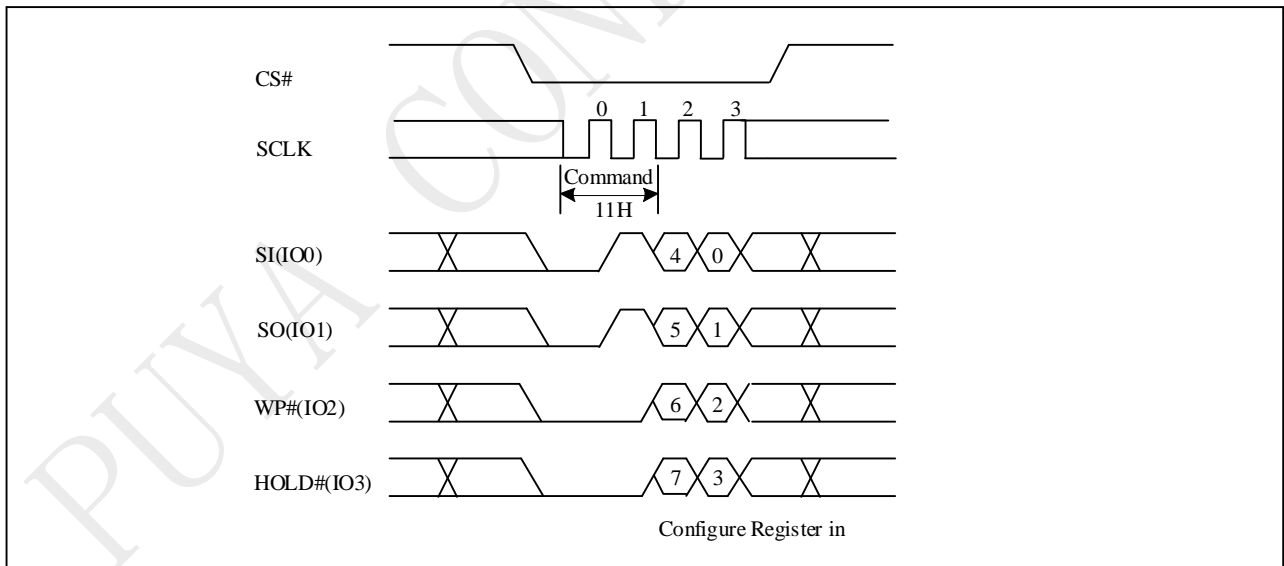 PUYA CON
CS#
0 1 2 3
SCLK
Command
11H
SI(IO0)
4 0
SO(IO1)
5 1
WP#(IO2)
6 2
HOLD#(IO3)
7 3
Configure Register in